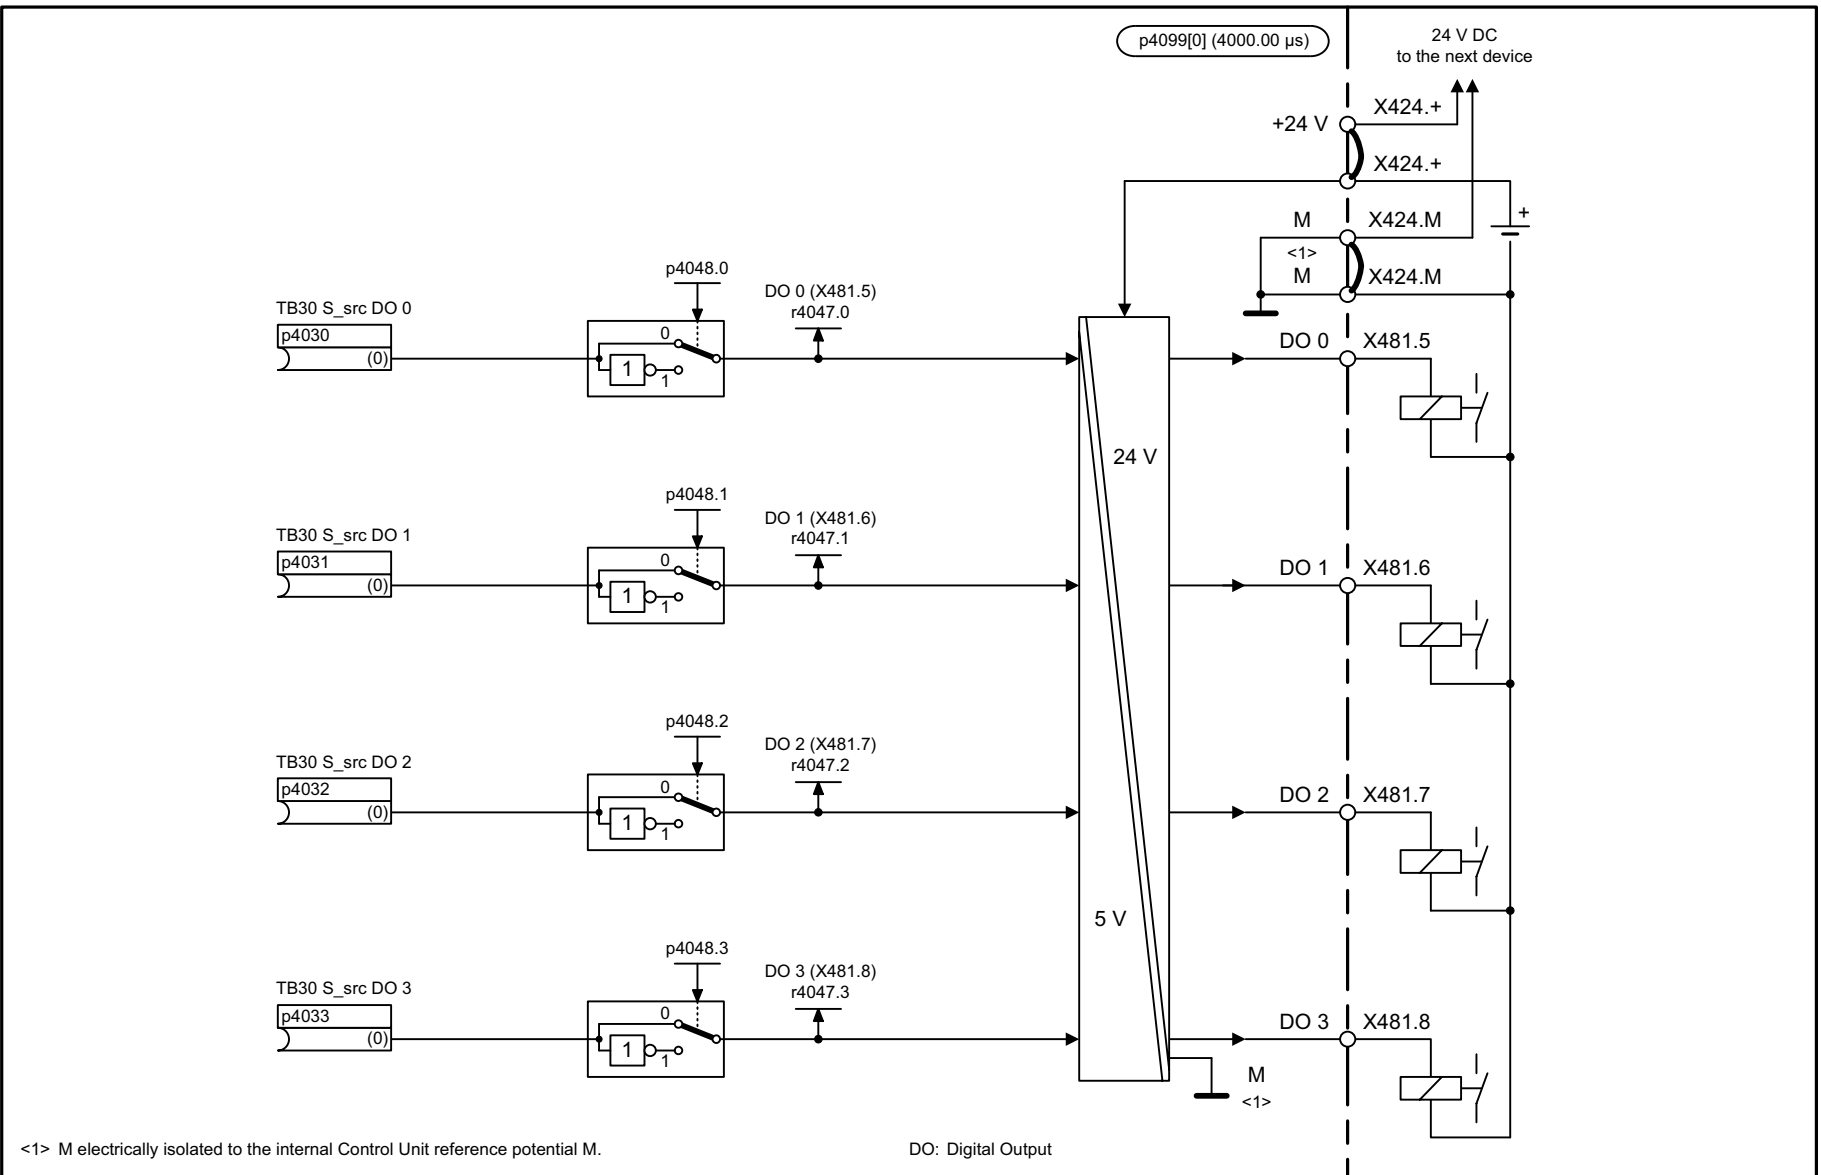 p4099[0] (4000.00 µs)
24 V DC
to the next device
X424.+
+24 V
X424.+
M
X424.M
<1>
M
X424.M
+
TB30 S_src DO 0
p4030
(0)
p4048.0
0
1
1
DO 0 (X481.5)
r4047.0
DO 0
X481.5
24 V
TB30 S_src DO 1
p4031
(0)
p4048.1
0
1
1
DO 1 (X481.6)
r4047.1
DO 1
X481.6
TB30 S_src DO 2
p4032
(0)
p4048.2
0
1
1
DO 2 (X481.7)
r4047.2
DO 2
X481.7
5 V
TB30 S_src DO 3
p4033
(0)
p4048.3
0
1
1
DO 3 (X481.8)
r4047.3
DO 3
X481.8
M
<1>
<1> M electrically isolated to the internal Control Unit reference potential M.
DO: Digital Output